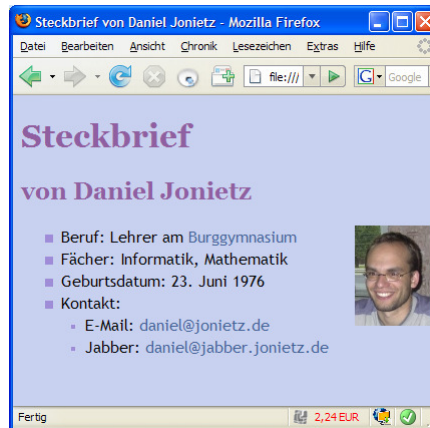 Steckbrief von Daniel Jonietz - Mozilla Firefox
Datei Bearbeiten Ansicht Chronik Lesezeichen Extras Hilfe
file:/// G Google
Steckbrief
von Daniel Jonietz
Beruf: Lehrer am Burggymnasium
Fächer: Informatik, Mathematik
Geburtsdatum: 23. Juni 1976
Kontakt:
E-Mail: daniel@jonietz.de
Jabber: daniel@jabber.jonietz.de
Fertig 2,24 EUR